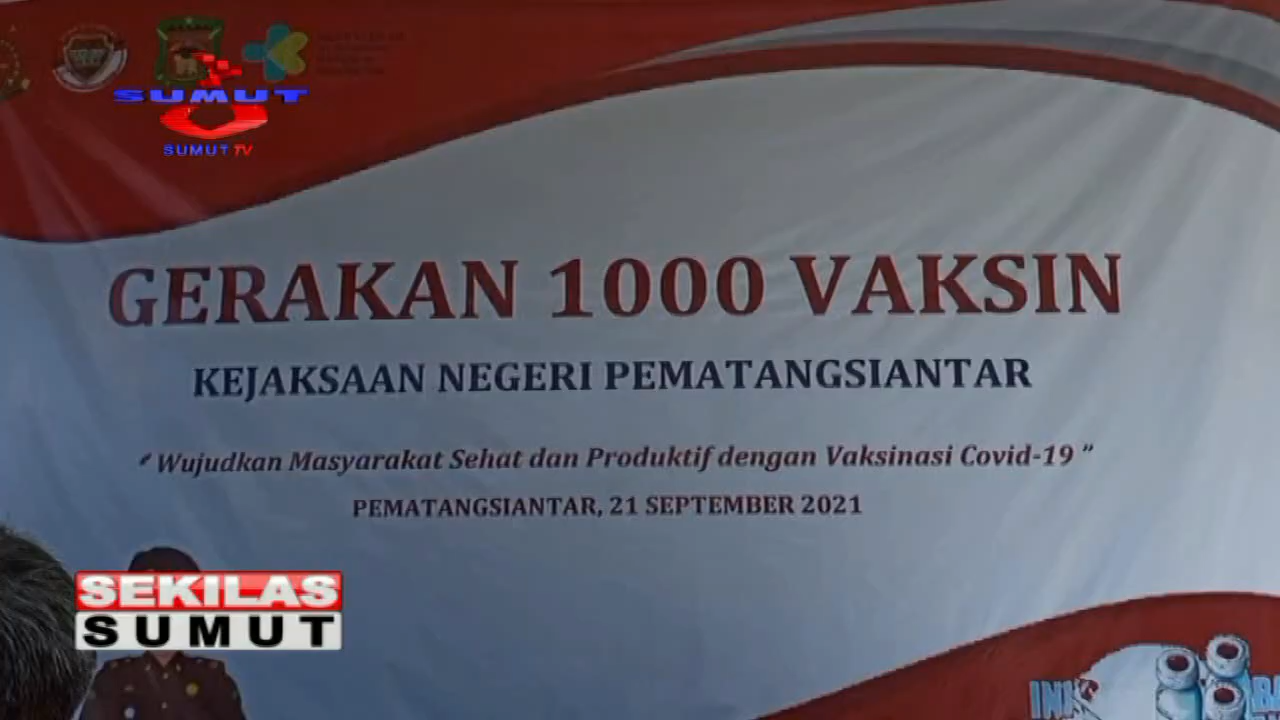 SUMUT
SUMUT TV
GERAKAN 1000 VAKSIN
KEJAKSAAN NEGERI PEMATANGSIANTAR
“ Wujudkan Masyarakat Sehat dan Produktif dengan Vaksinasi Covid-19 ”
PEMATANGSIANTAR, 21 SEPTEMBER 2021
SEKILAS
SUMUT